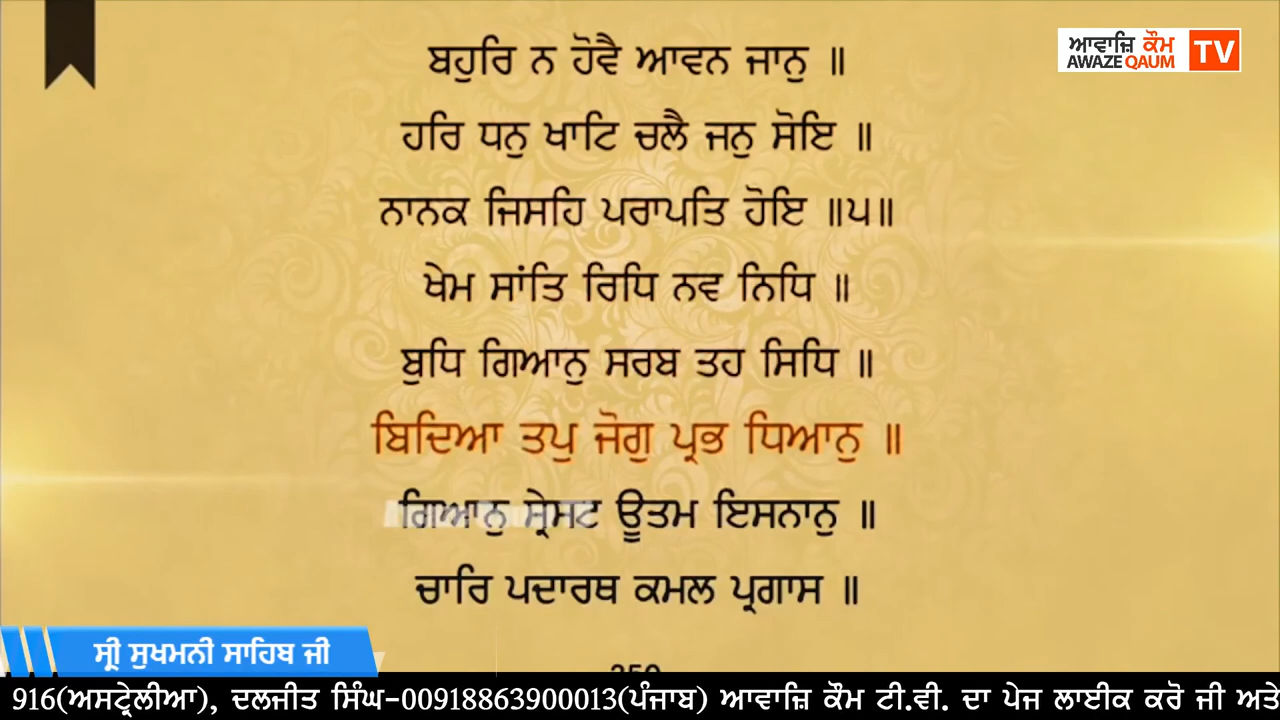 ਬਹੁਰਿ ਨ ਹੋਵੈ ਆਵਨ ਜਾਨੁ ॥
ਆਵਾਜ਼ਿ ਕੌਮ
AWAZE QAUM
TV
ਹਰਿ ਧਨੁ ਖਾਟਿ ਚਲੈ ਜਨੁ ਸੋਇ ॥
ਨਾਨਕ ਜਿਸਹਿ ਪਰਾਪਤਿ ਹੋਇ ॥੫॥
ਖੇਮ ਸਾਂਤਿ ਰਿਧਿ ਨਵ ਨਿਧਿ ॥
ਬੁਧਿ ਗਿਆਨੁ ਸਰਬ ਤਹ ਸਿਧਿ ॥
ਬਿਦਿਆ ਤਪੁ ਜੋਗੁ ਪ੍ਰਭ ਧਿਆਨੁ ॥
ਗਿਆਨੁ ਸ੍ਰੇਸਟ ਊਤਮ ਇਸਨਾਨੁ ॥
ਚਾਰਿ ਪਦਾਰਥ ਕਮਲ ਪ੍ਰਗਾਸ ॥
ਸ੍ਰੀ ਸੁਖਮਨੀ ਸਾਹਿਬ ਜੀ
916(ਅਸਟ੍ਰੇਲੀਆ), ਦਲਜੀਤ ਸਿੰਘ-00918863900013(ਪੰਜਾਬ) ਆਵਾਜ਼ਿ ਕੌਮ ਟੀ.ਵੀ. ਦਾ ਪੇਜ ਲਾਈਕ ਕਰੋ ਜੀ ਅਤੇ